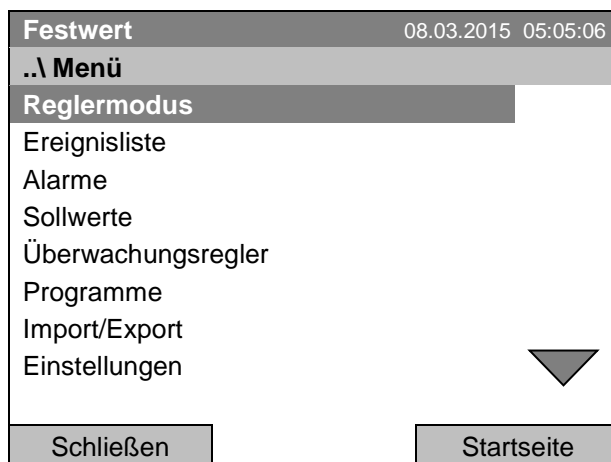 Festwert 08.03.2015 05:05:06
..\ Menü
Reglermodus
Ereignisliste
Alarme
Sollwerte
Überwachungsregler
Programme
Import/Export
Einstellungen
Schließen Startseite